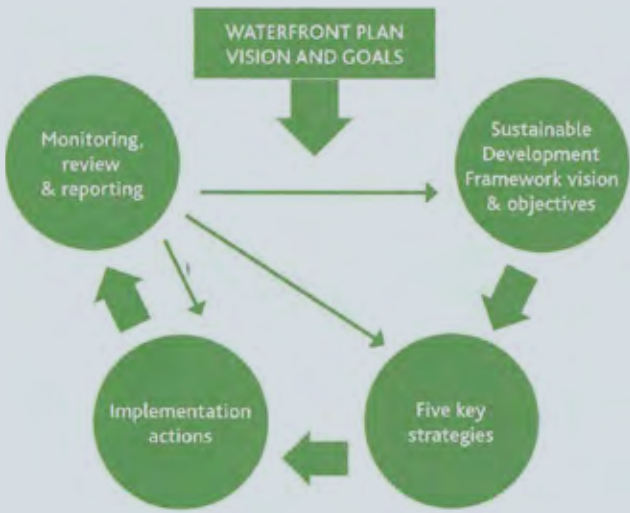 WATERFRONT PLAN
VISION AND GOALS
Monitoring,
review
& reporting
Sustainable
Development
Framework vision
& objectives
Implementation
actions
Five key
strategies